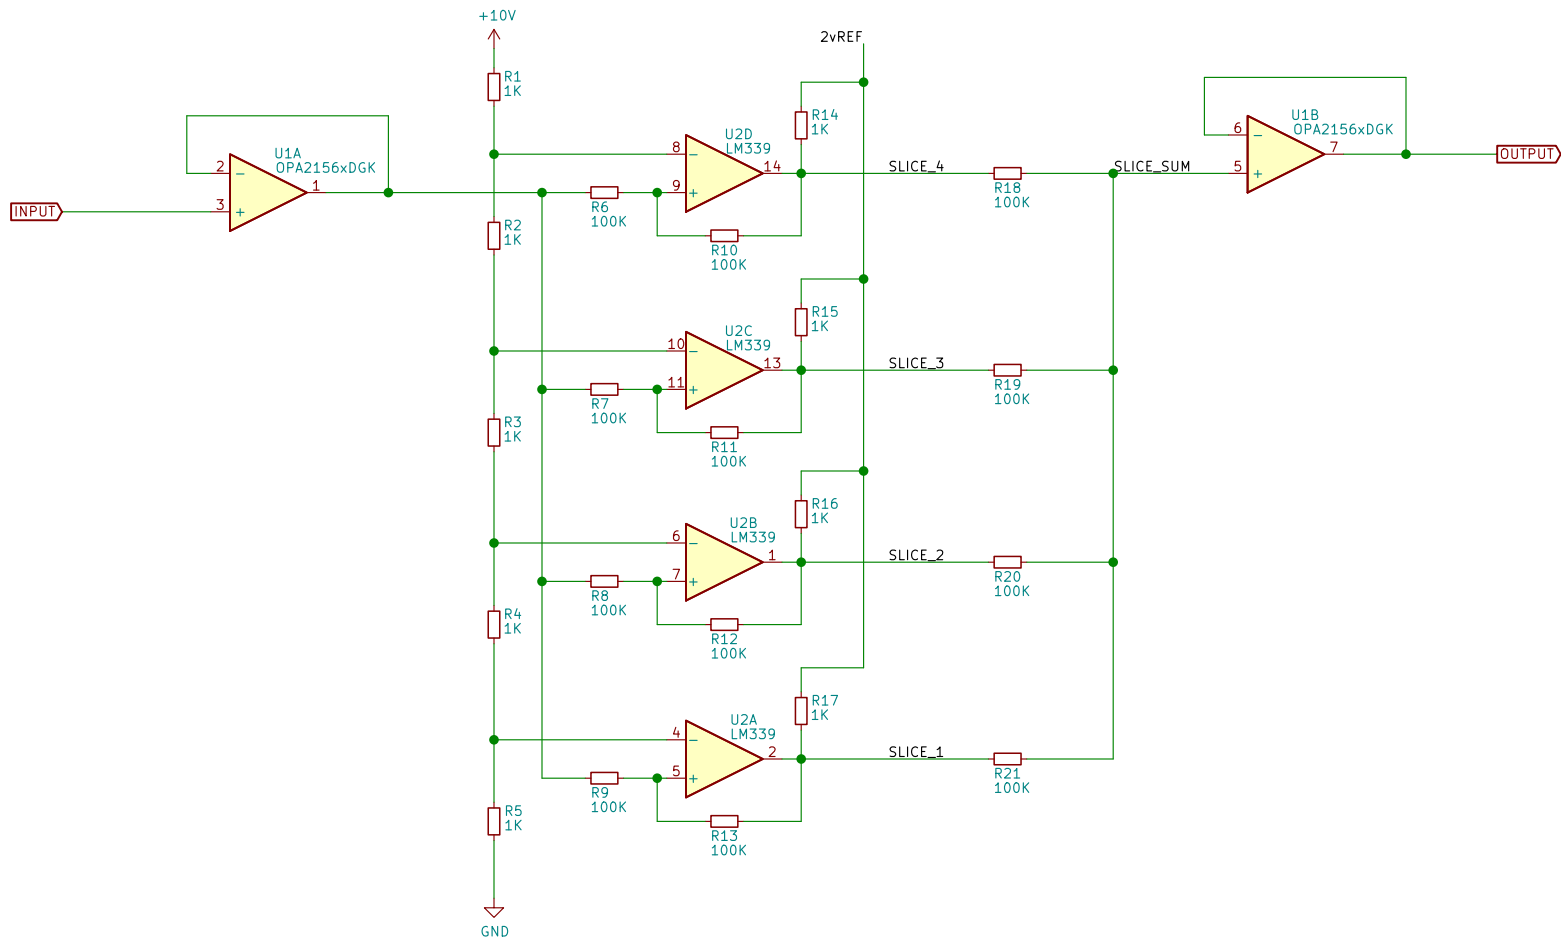 +10V
2vREF
R1
1K
R14
1K
U1B
OPA2156xDGK
6
−
7
5
+
OUTPUT
U2D
LM339
8
−
14
9
+
SLICE_4
SLICE_SUM
R18
100K
U1A
OPA2156xDGK
2
−
1
3
+
INPUT
R6
100K
R2
1K
R10
100K
R15
1K
U2C
LM339
10
−
13
11
+
SLICE_3
R19
100K
R7
100K
R3
1K
R11
100K
R16
1K
U2B
LM339
6
−
1
7
+
SLICE_2
R20
100K
R8
100K
R4
1K
R12
100K
R17
1K
U2A
LM339
4
−
2
5
+
SLICE_1
R21
100K
R9
100K
R5
1K
R13
100K
GND